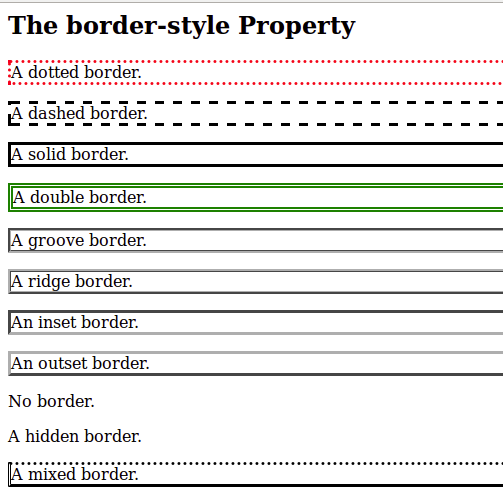 The border-style Property
A dotted border.
A dashed border.
A solid border.
A double border.
A groove border.
A ridge border.
An inset border.
An outset border.
No border.
A hidden border.
A mixed border.